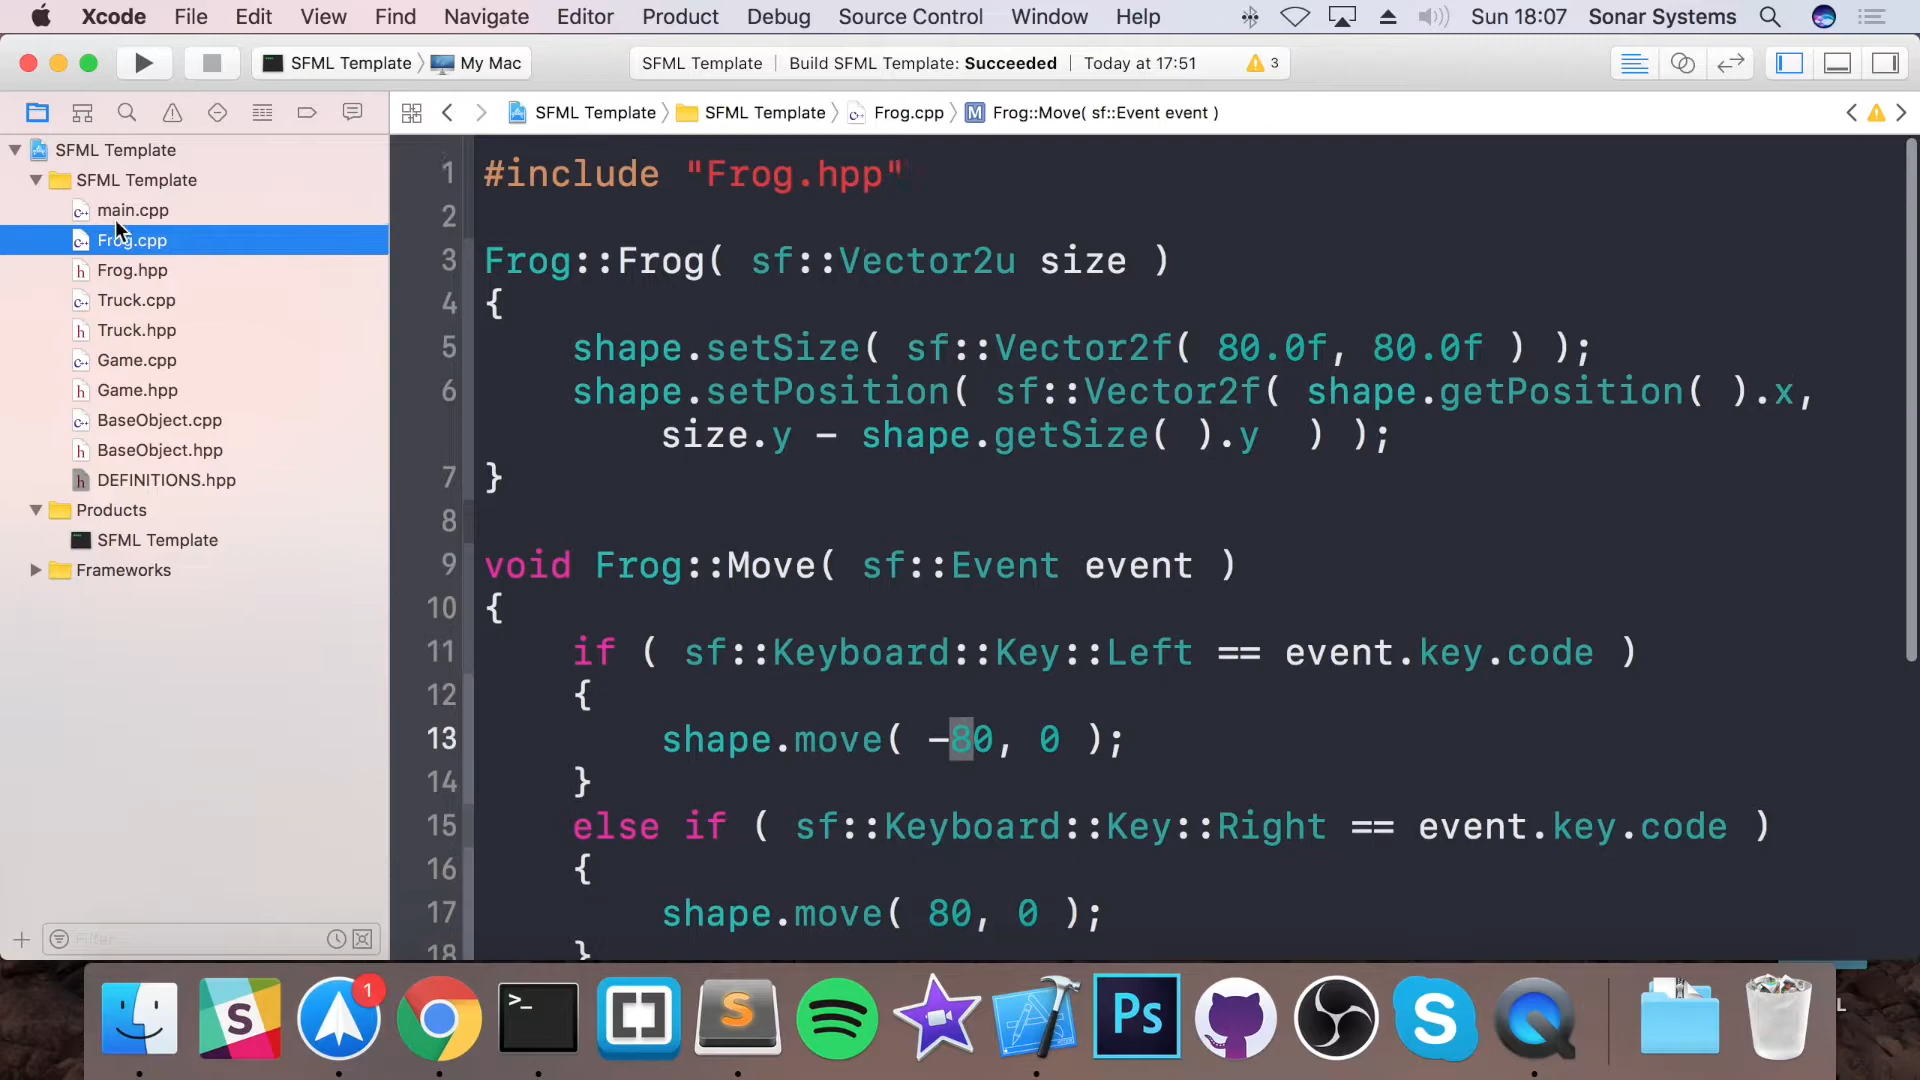 Xcode File Edit View Find Navigate Editor Product Debug Source Control Window Help Sun 18:07 Sonar Systems
SFML Template My Mac SFML Template Build SFML Template: Succeeded Today at 17:51 3
SFML Template SFML Template Frog.cpp M Frog::Move( sf::Event event )
SFML Template
SFML Template
main.cpp
Frog.cpp
Frog.hpp
Truck.cpp
Truck.hpp
Game.cpp
Game.hpp
BaseObject.cpp
BaseObject.hpp
DEFINITIONS.hpp
Products
SFML Template
Frameworks
Filter
1 #include "Frog.hpp"
2
3 Frog::Frog( sf::Vector2u size )
4 {
5 shape.setSize( sf::Vector2f( 80.0f, 80.0f ) );
6 shape.setPosition( sf::Vector2f( shape.getPosition( ).x,
size.y - shape.getSize( ).y ) );
7 }
8
9 void Frog::Move( sf::Event event )
10 {
11 if ( sf::Keyboard::Key::Left == event.key.code )
12 {
13 shape.move( -80, 0 );
14 }
15 else if ( sf::Keyboard::Key::Right == event.key.code )
16 {
17 shape.move( 80, 0 );
18 }
1
Ps